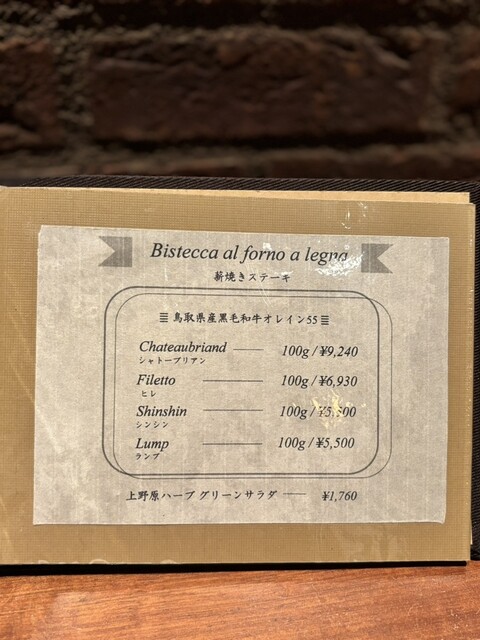 Bistecca al forno a legna
薪焼きステーキ
鳥取県産黒毛和牛オレイン55
Chateaubriand 100g / ¥9,240
シャトーブリアン
Filetto 100g / ¥6,930
ヒレ
Shinshin 100g /
シンシン
Lump 100g / ¥5,500
ランプ
上野原ハーブグリーンサラダ ¥1,760